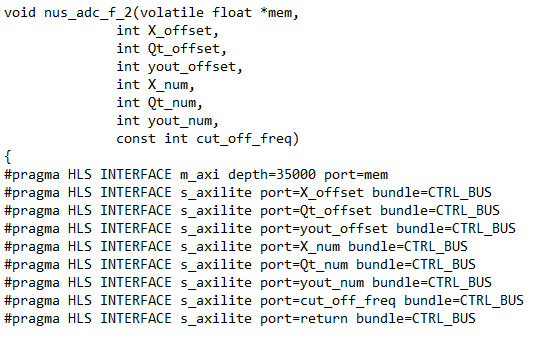 void nus_adc_f_2(volatile float *mem,
int X_offset,
int Qt_offset,
int yout_offset,
int X_num,
int Qt_num,
int yout_num,
const int cut_off_freq)
{
#pragma HLS INTERFACE m_axi depth=35000 port=mem
#pragma HLS INTERFACE s_axilite port=X_offset bundle=CTRL_BUS
#pragma HLS INTERFACE s_axilite port=Qt_offset bundle=CTRL_BUS
#pragma HLS INTERFACE s_axilite port=yout_offset bundle=CTRL_BUS
#pragma HLS INTERFACE s_axilite port=X_num bundle=CTRL_BUS
#pragma HLS INTERFACE s_axilite port=Qt_num bundle=CTRL_BUS
#pragma HLS INTERFACE s_axilite port=yout_num bundle=CTRL_BUS
#pragma HLS INTERFACE s_axilite port=cut_off_freq bundle=CTRL_BUS
#pragma HLS INTERFACE s_axilite port=return bundle=CTRL_BUS